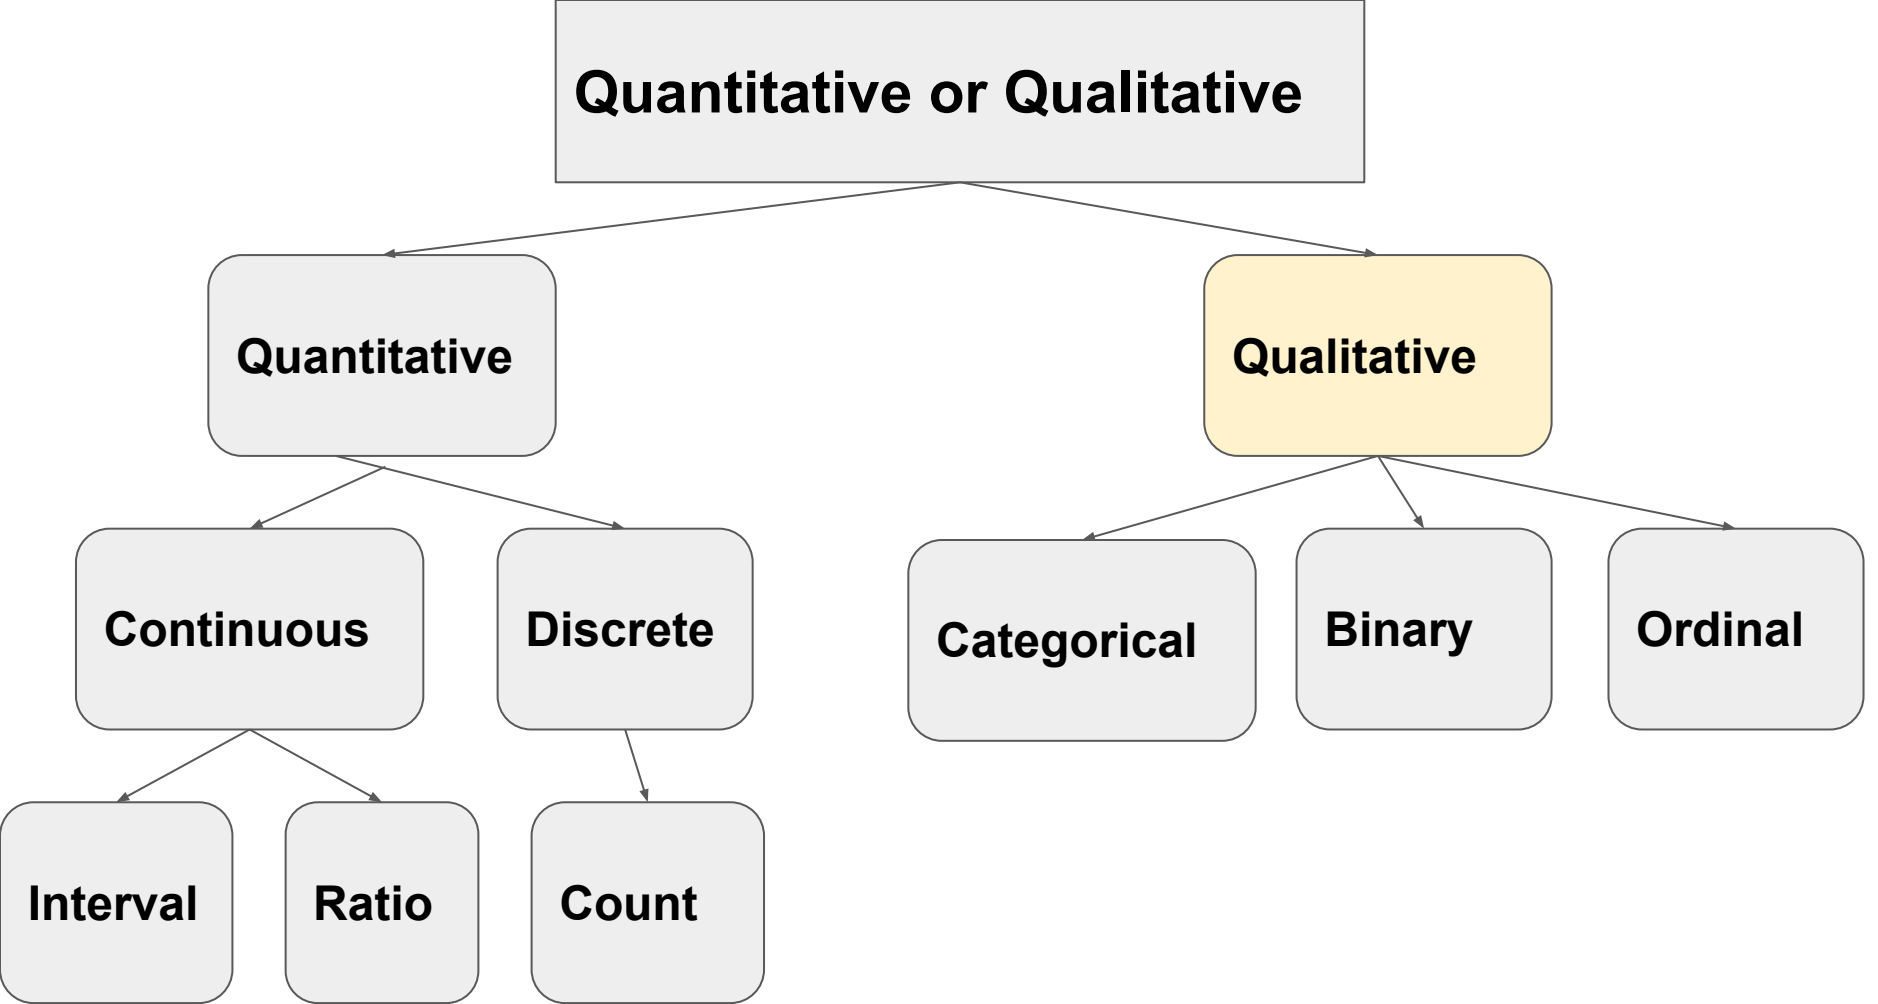 Quantitative or Qualitative
Quantitative
Qualitative
Continuous
Discrete
Categorical
Binary
Ordinal
Interval
Ratio
Count